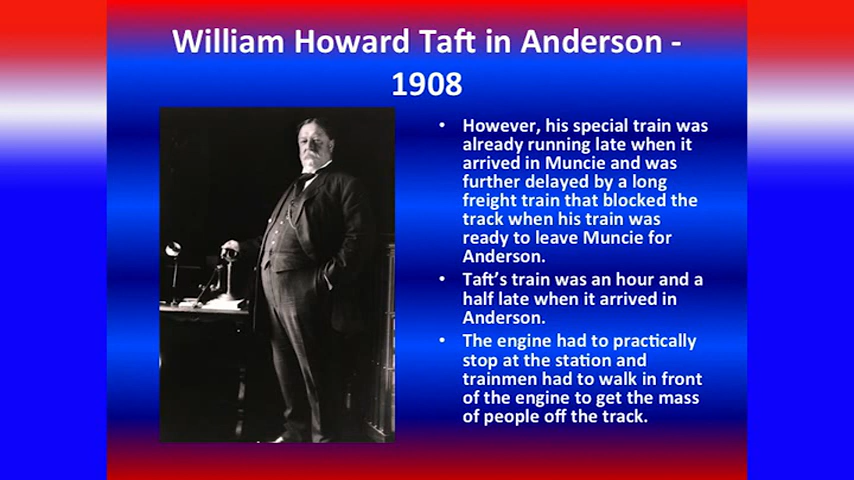 William Howard Taft in Anderson -
1908
• However, his special train was
already running late when it
arrived in Muncie and was
further delayed by a long
freight train that blocked the
track when his train was
ready to leave Muncie for
Anderson.
• Taft's train was an hour and a
half late when it arrived in
Anderson.
• The engine had to practically
stop at the station and
trainmen had to walk in front
of the engine to get the mass
of people off the track.